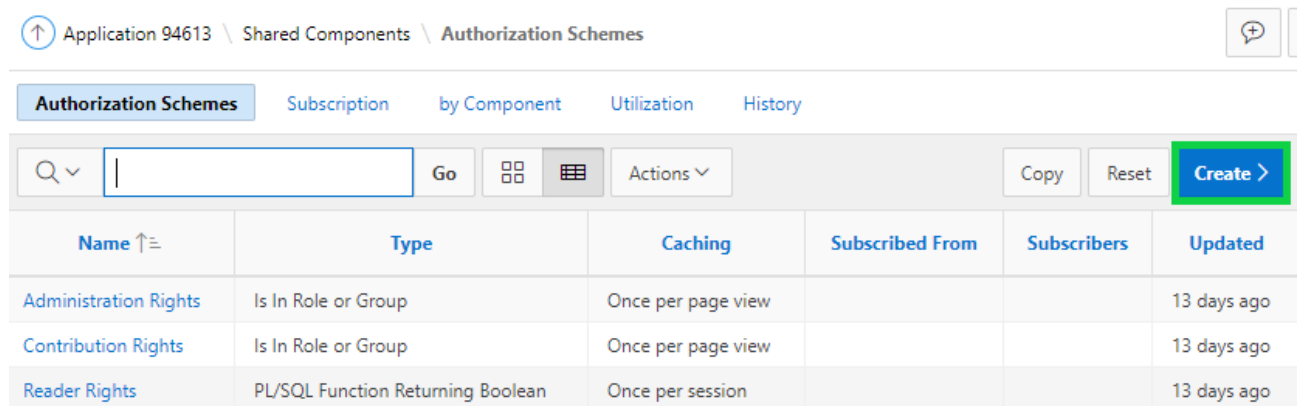 Application 94613 \ Shared Components \ Authorization Schemes
Authorization Schemes Subscription by Component Utilization History
Go Actions Copy Reset Create >
Name Type Caching Subscribed From Subscribers Updated
Administration Rights Is In Role or Group Once per page view 13 days ago
Contribution Rights Is In Role or Group Once per page view 13 days ago
Reader Rights PL/SQL Function Returning Boolean Once per session 13 days ago